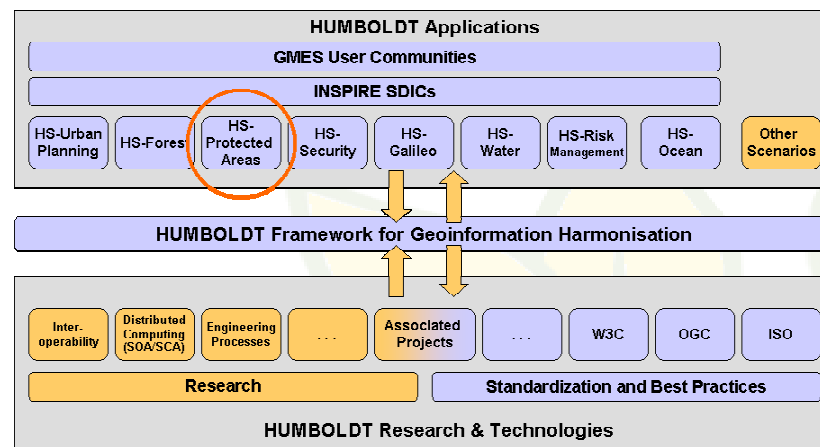 HUMBOLDT Applications
GMES User Communities
INSPIRE SDICs
HS-Urban
Planning
HS-Forest
HS-
Protected
Areas
HS-
Security
HS-
Galileo
HS-
Water
HS-Risk
Management
HS-
Ocean
Other
Scenarios
HUMBOLDT Framework for Geoinformation Harmonisation
Inter-
operability
Distributed
Computing
(SOA/SCA)
Engineering
Processes
. . .
Associated
Projects
. . .
W3C
OGC
ISO
Research
Standardization and Best Practices
HUMBOLDT Research & Technologies